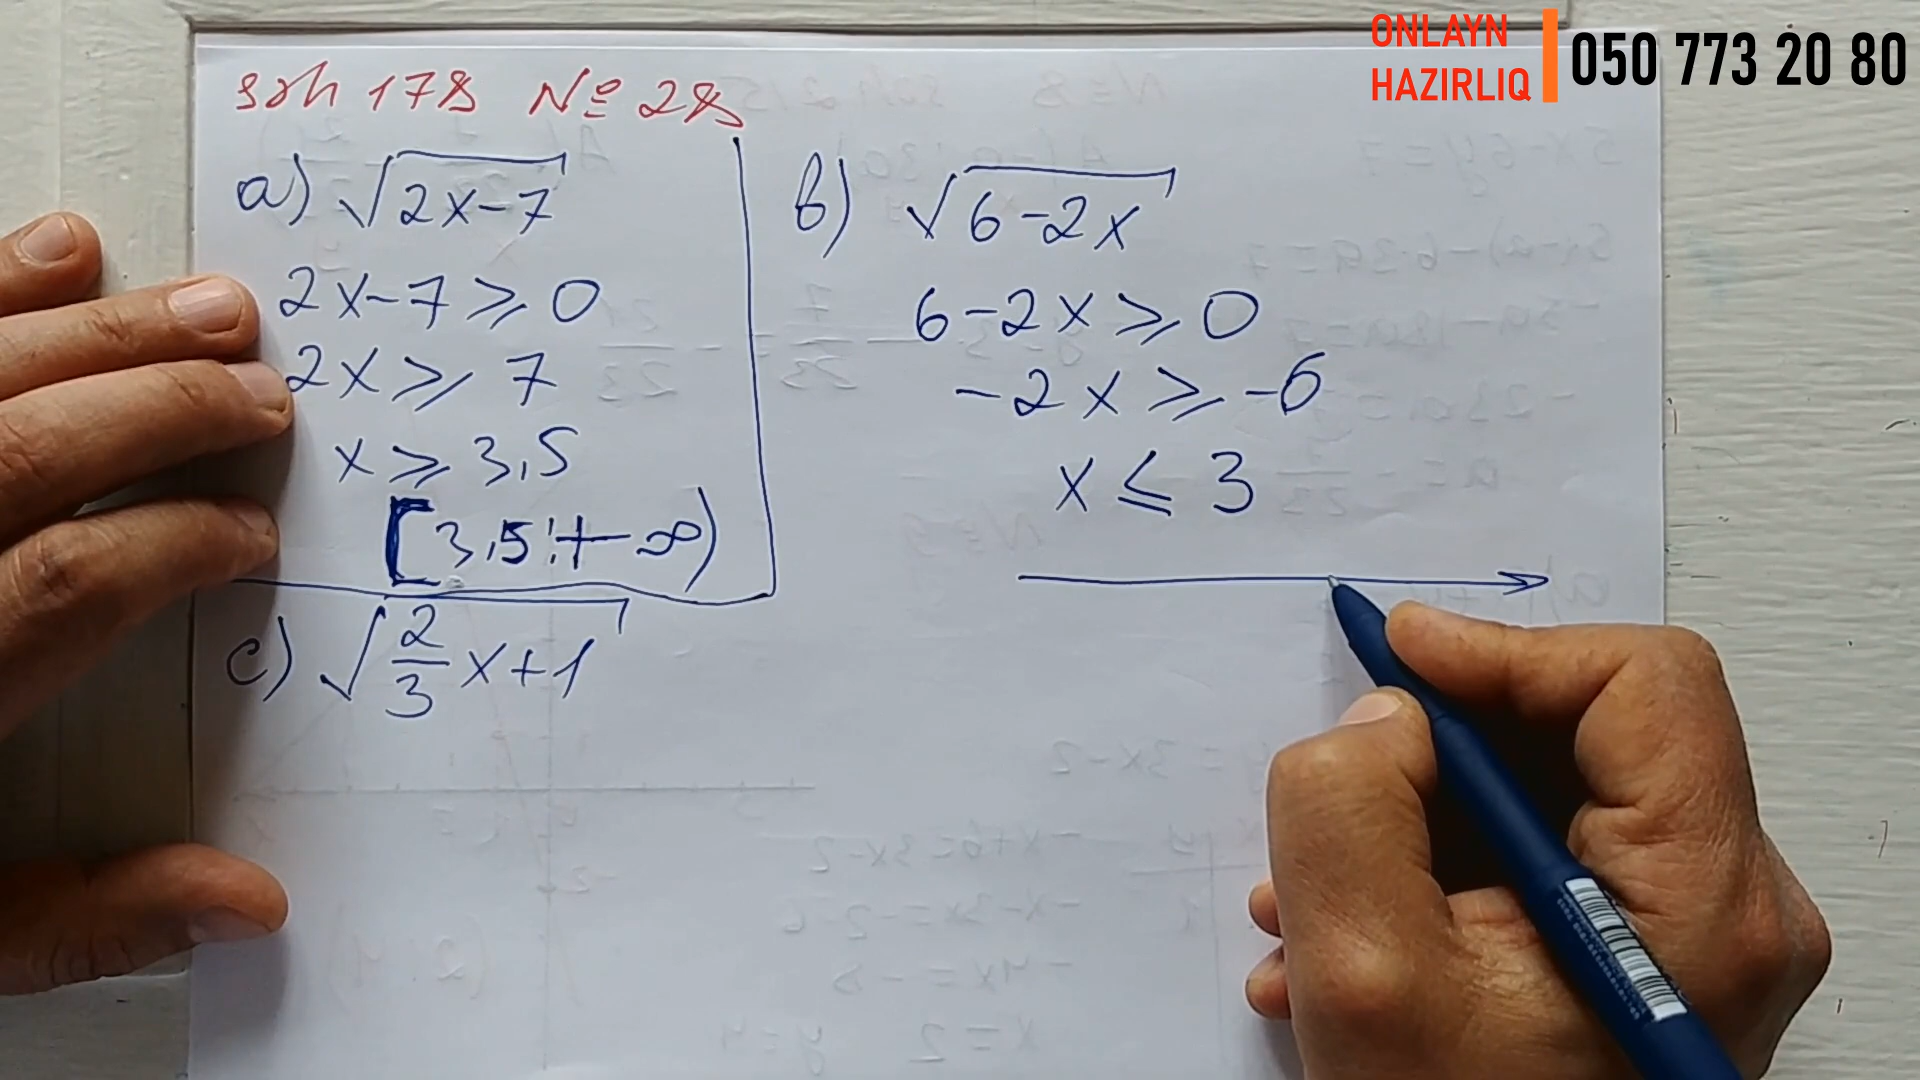 ONLAYN
HAZIRLIQ
050 773 20 80
səh 178 № 28
a) √2x-7
2x-7 ⩾ 0
2x ⩾ 7
x ⩾ 3,5
[3,5;+∞)
b) √6-2x
6-2x ⩾ 0
-2x ⩾ -6
x ⩽ 3
c) √2/3 x+1